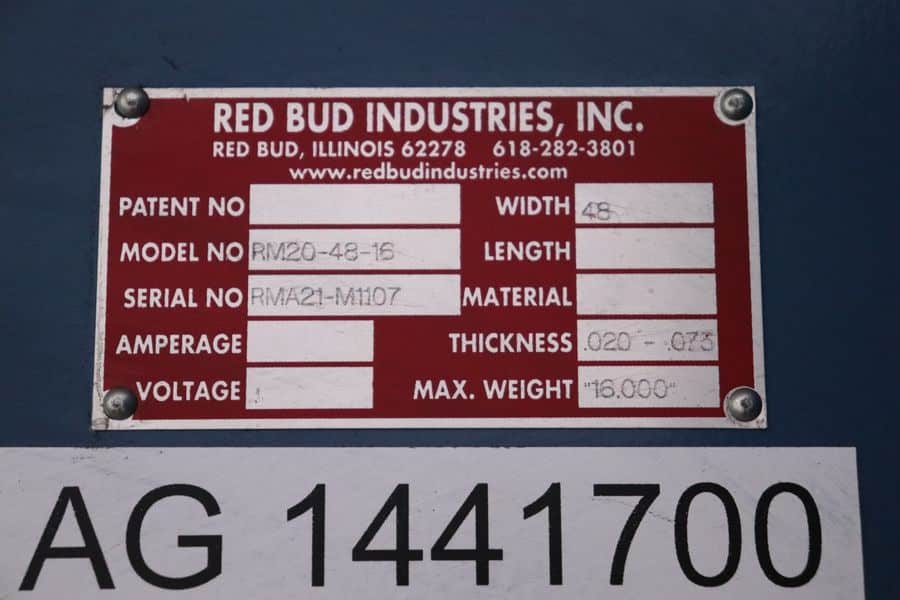 RED BUD INDUSTRIES, INC.
RED BUD, ILLINOIS 62278 618-282-3801
www.redbudindustries.com
PATENT NO WIDTH 48
MODEL NO RM20-48-16 LENGTH
SERIAL NO RMA21-M1107 MATERIAL
AMPERAGE THICKNESS .020 - .075
VOLTAGE MAX. WEIGHT "16.000"
AG 1441700